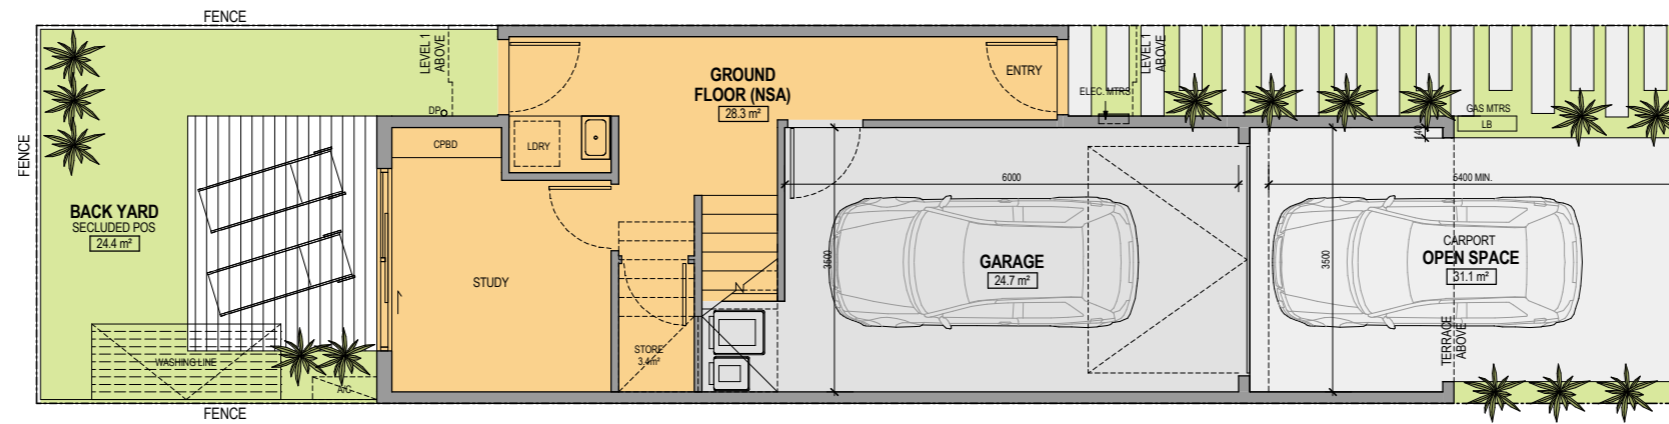 FENCE
LEVEL 1
ABOVE
GROUND
FLOOR (NSA)
28.3 m²
ENTRY
LEVEL 1
ABOVE
ELEC. MTRS
GAS MTRS
LB
DP
CPBD
LDRY
40
FENCE
6000
5400 MIN.
BACK YARD
SECLUDED POS
24.4 m²
STUDY
3500
GARAGE
24.7 m²
3500
CARPORT
OPEN SPACE
31.1 m²
STORE
3.4m²
TERRACE
ABOVE
WASHING LINE
A/C
FENCE